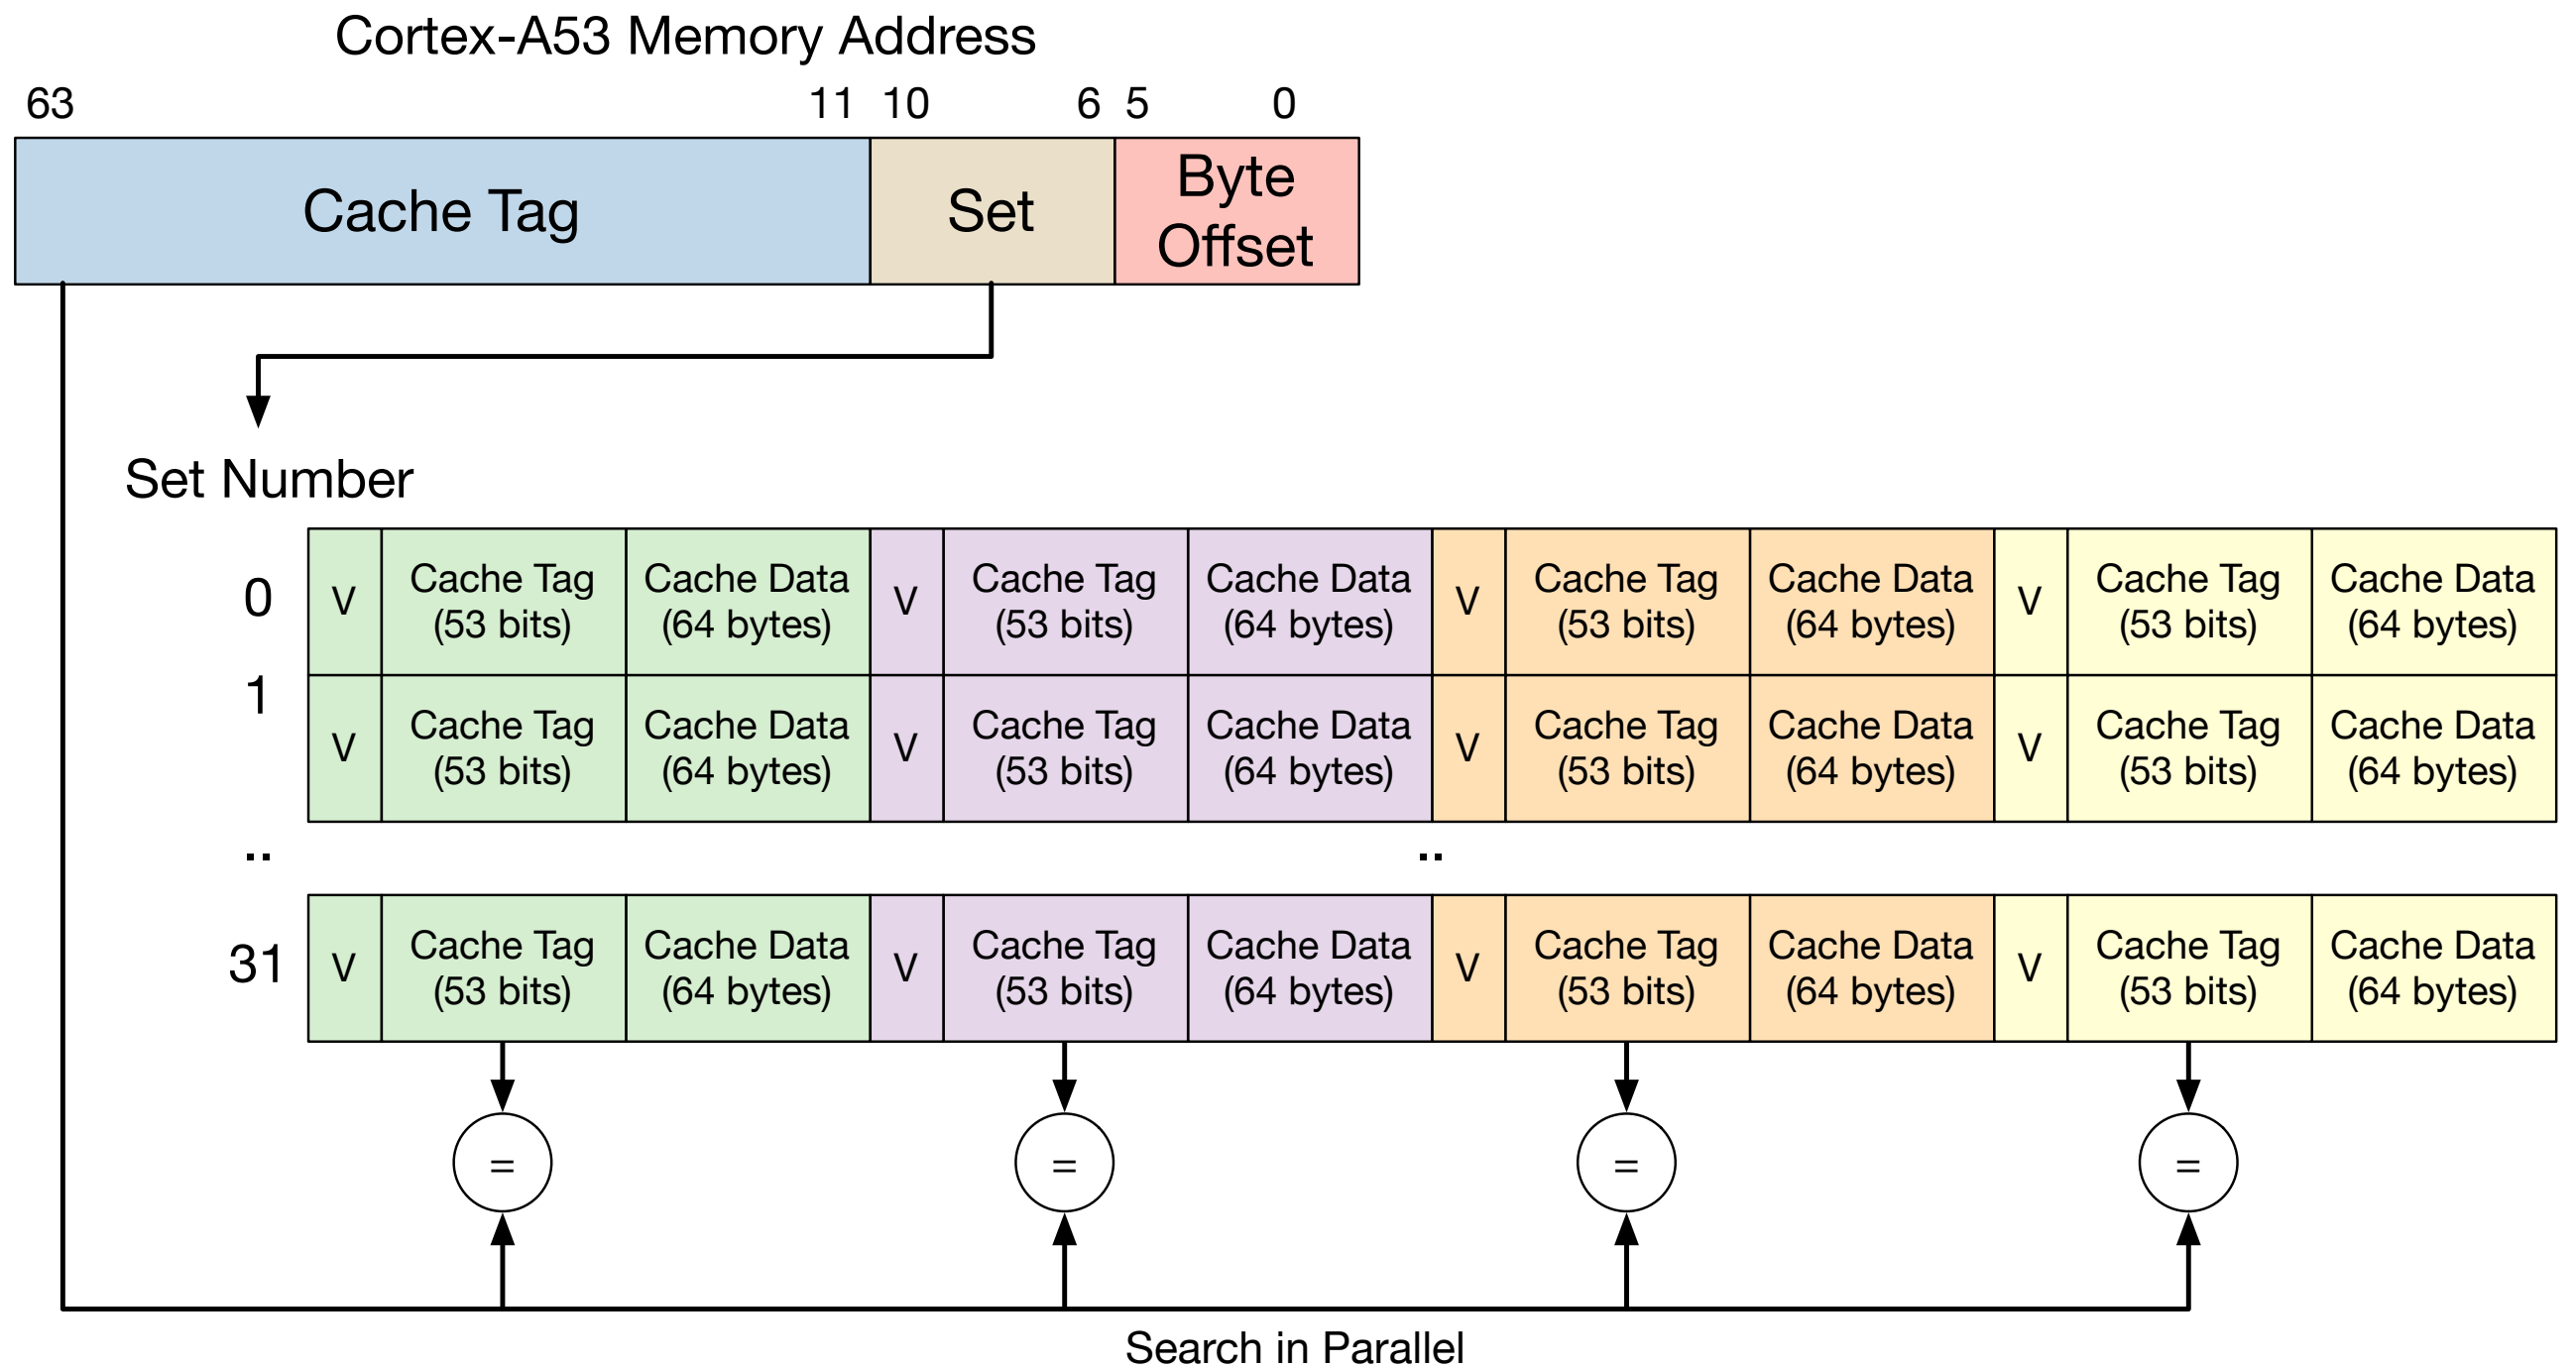 Cortex-A53 Memory Address
63 11 10 6 5 0
Cache Tag Set Byte
Offset
Set Number
0 V Cache Tag Cache Data V Cache Tag Cache Data V Cache Tag Cache Data V Cache Tag Cache Data
(53 bits) (64 bytes) (53 bits) (64 bytes) (53 bits) (64 bytes) (53 bits) (64 bytes)
1 V Cache Tag Cache Data V Cache Tag Cache Data V Cache Tag Cache Data V Cache Tag Cache Data
(53 bits) (64 bytes) (53 bits) (64 bytes) (53 bits) (64 bytes) (53 bits) (64 bytes)
.. ..
31 V Cache Tag Cache Data V Cache Tag Cache Data V Cache Tag Cache Data V Cache Tag Cache Data
(53 bits) (64 bytes) (53 bits) (64 bytes) (53 bits) (64 bytes) (53 bits) (64 bytes)
= = = =
Search in Parallel